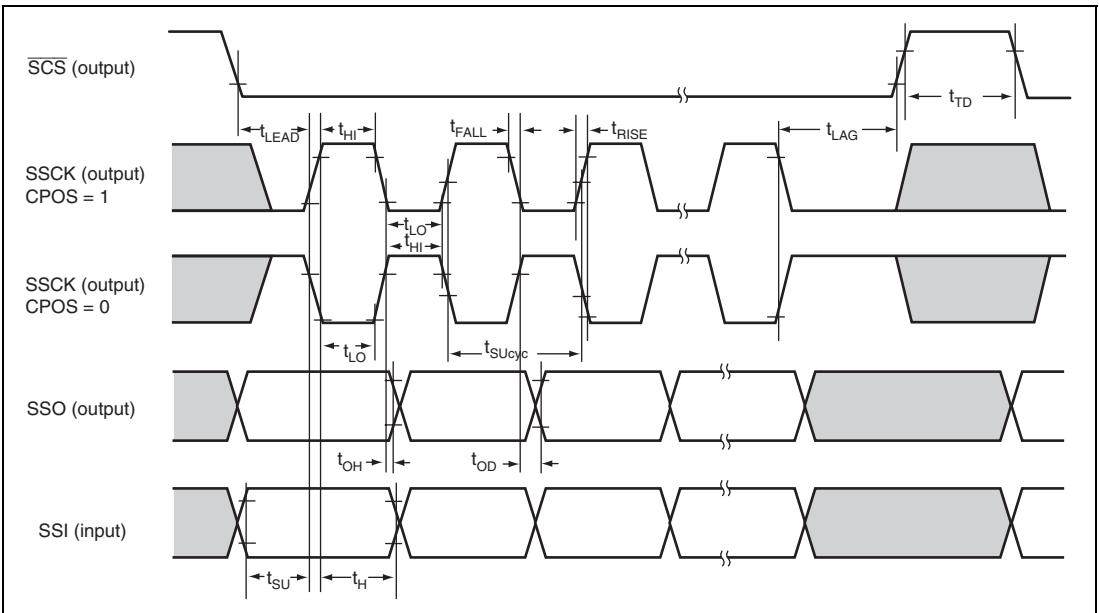 SCS (output)
tTD
tLEAD
tHI
tFALL
tRISE
tLAG
SSCK (output)
CPOS = 1
tLO
tHI
SSCK (output)
CPOS = 0
tLO
tSUcyc
SSO (output)
tOH
tOD
SSI (input)
tSU
tH